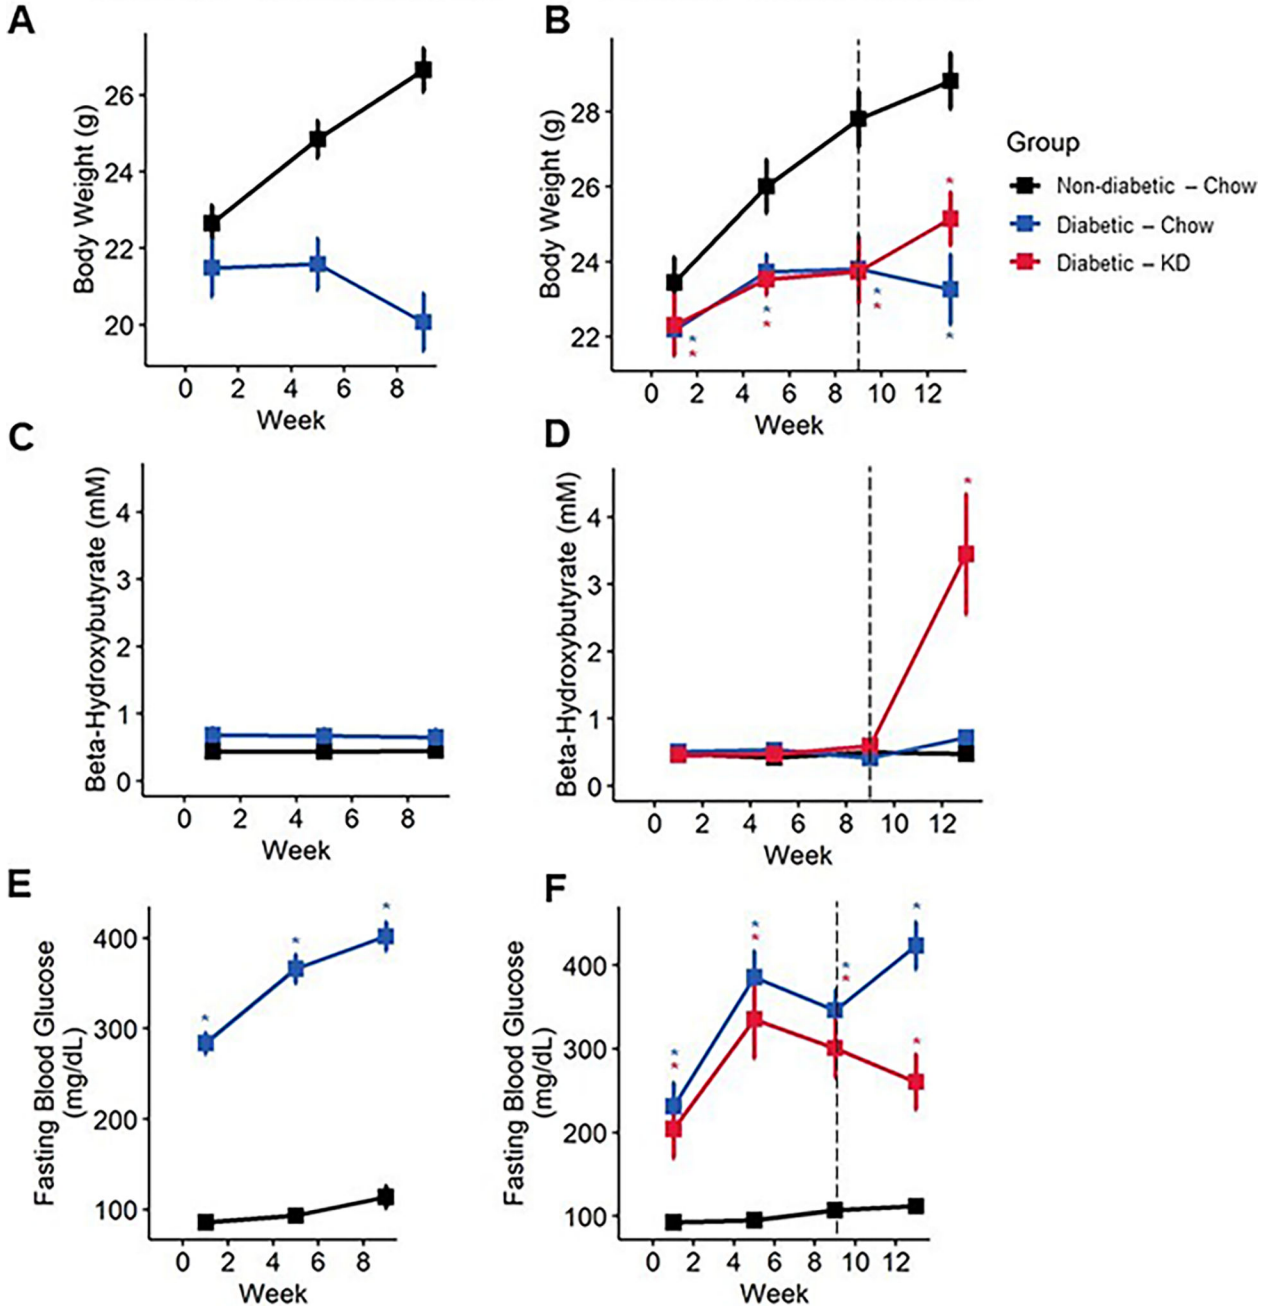 A
Body Weight (g)
26
24
22
20
0 2 4 6 8
Week
B
Body Weight (g)
28
26
24
22
0 2 4 6 8 10 12
Week
Group
Non-diabetic – Chow
Diabetic – Chow
Diabetic – KD
C
Beta-Hydroxybutyrate (mM)
4
3
2
1
0
0 2 4 6 8
Week
D
Beta-Hydroxybutyrate (mM)
4
3
2
1
0
0 2 4 6 8 10 12
Week
E
Fasting Blood Glucose
(mg/dL)
400
300
200
100
0 2 4 6 8
Week
F
Fasting Blood Glucose
(mg/dL)
400
300
200
100
0 2 4 6 8 10 12
Week